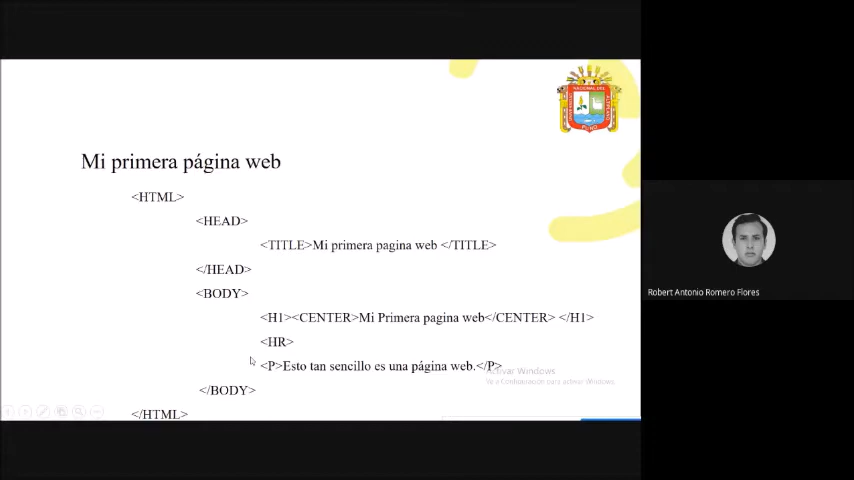 Mi primera página web
<HTML>
<HEAD>
<TITLE>Mi primera pagina web </TITLE>
</HEAD>
<BODY>
<H1><CENTER>Mi Primera pagina web</CENTER> </H1>
<HR>
<P>Esto tan sencillo es una página web.</P>
</BODY>
</HTML>
Activar Windows
Ve a Configuración para activar Windows.
Robert Antonio Romero Flores